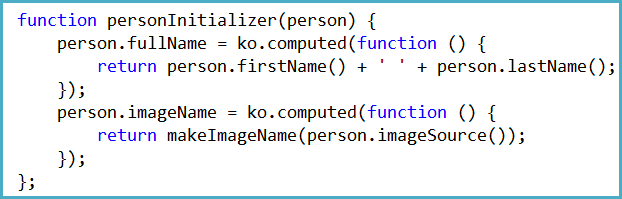 function personInitializer(person) {
    person.fullName = ko.computed(function () {
        return person.firstName() + ' ' + person.lastName();
    });
    person.imageName = ko.computed(function () {
        return makeImageName(person.imageSource());
    });
};